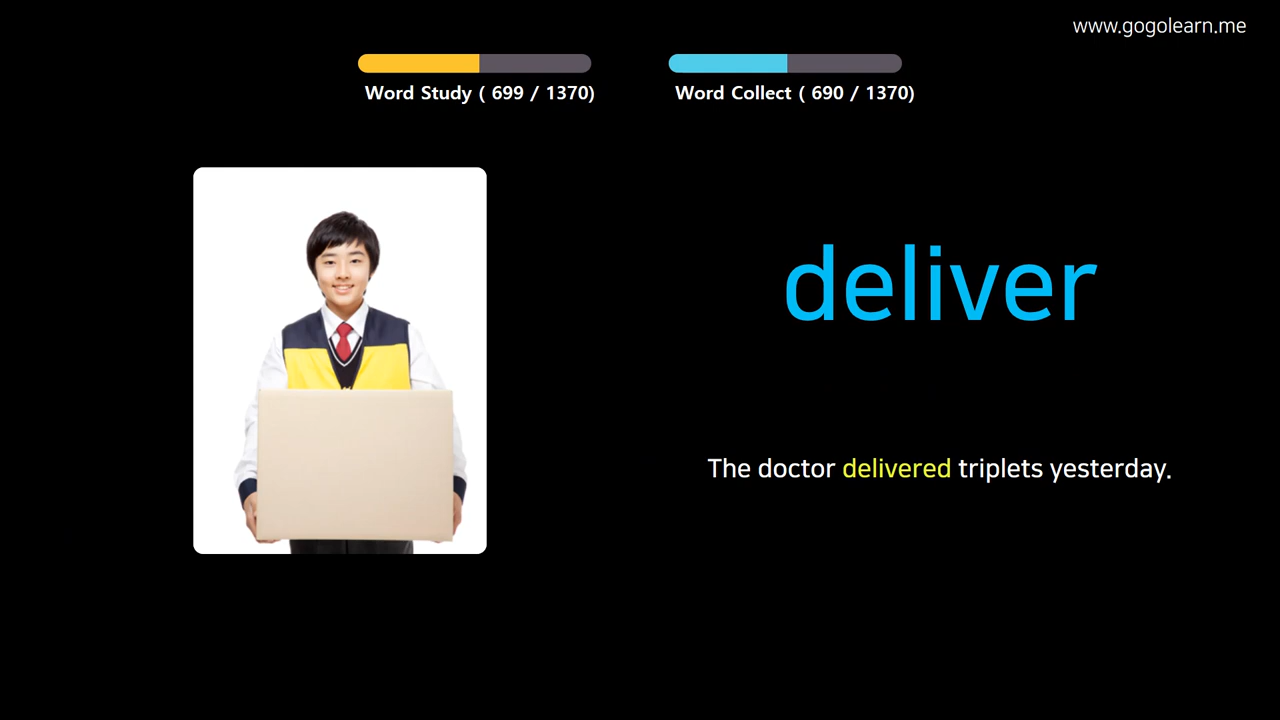 www.gogolearn.me
Word Study ( 699 / 1370)
Word Collect ( 690 / 1370)
deliver
The doctor delivered triplets yesterday.